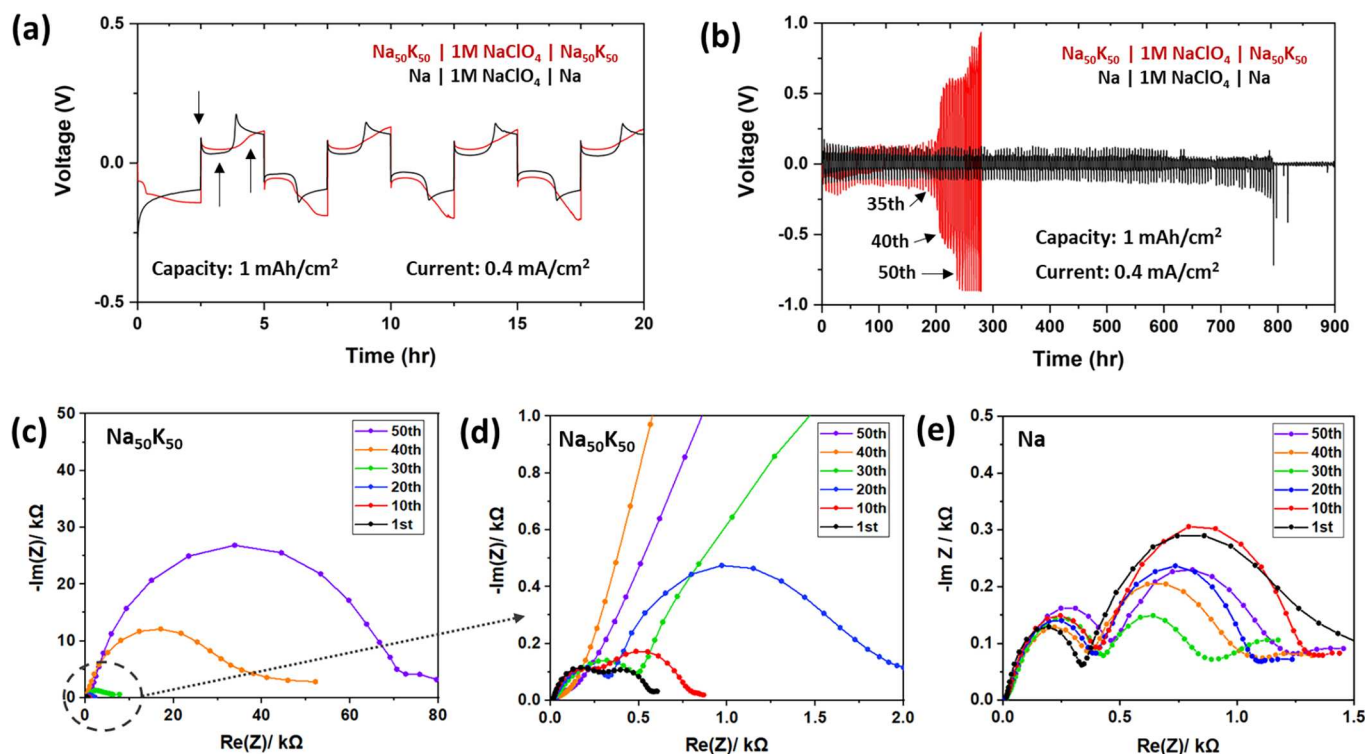 (a)
0.5
0.0
-0.5
Voltage (V)
Na₅₀K₅₀ | 1M NaClO₄ | Na₅₀K₅₀
Na | 1M NaClO₄ | Na
Capacity: 1 mAh/cm²
Current: 0.4 mA/cm²
0 5 10 15 20
Time (hr)
(b)
1.0
0.5
0.0
-0.5
-1.0
Voltage (V)
Na₅₀K₅₀ | 1M NaClO₄ | Na₅₀K₅₀
Na | 1M NaClO₄ | Na
35th
40th
50th
Capacity: 1 mAh/cm²
Current: 0.4 mA/cm²
0 100 200 300 400 500 600 700 800 900
Time (hr)
(c)
Na₅₀K₅₀
50
40
30
20
10
0
-Im(Z)/ kΩ
50th
40th
30th
20th
10th
1st
0 20 40 60 80
Re(Z)/ kΩ
(d)
Na₅₀K₅₀
1.0
0.8
0.6
0.4
0.2
0.0
-Im(Z)/ kΩ
50th
40th
30th
20th
10th
1st
0.0 0.5 1.0 1.5 2.0
Re(Z)/ kΩ
(e)
Na
0.5
0.4
0.3
0.2
0.1
0.0
-Im Z / kΩ
50th
40th
30th
20th
10th
1st
0.0 0.5 1.0 1.5
Re(Z)/ kΩ